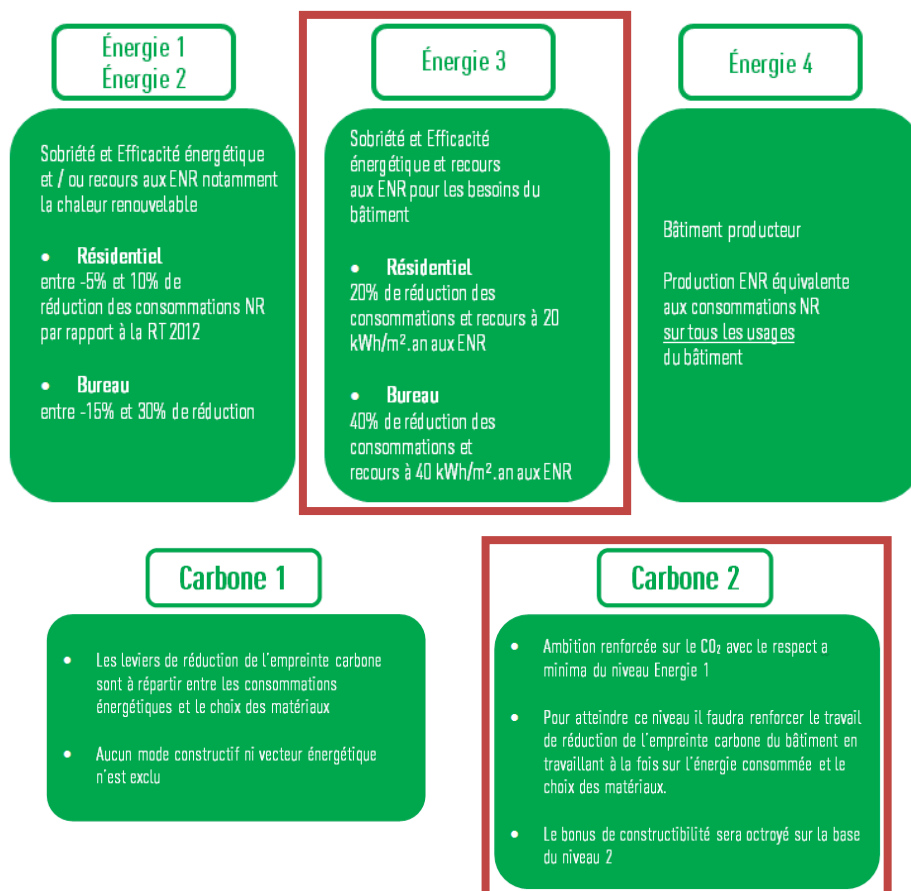 Énergie 1
Énergie 2
Sobriété et Efficacité énergétique
et / ou recours aux ENR notamment
la chaleur renouvelable
• Résidentiel
entre -5% et 10% de
réduction des consommations NR
par rapport à la RT 2012
• Bureau
entre -15% et 30% de réduction
Énergie 3
Sobriété et Efficacité
énergétique et recours
aux ENR pour les besoins du
bâtiment
• Résidentiel
20% de réduction des
consommations et recours à 20
kWh/m².an aux ENR
• Bureau
40% de réduction des
consommations et
recours à 40 kWh/m².an aux ENR
Énergie 4
Bâtiment producteur
Production ENR équivalente
aux consommations NR
sur tous les usages
du bâtiment
Carbone 1
• Les leviers de réduction de l'empreinte carbone
sont à répartir entre les consommations
énergétiques et le choix des matériaux
• Aucun mode constructif ni vecteur énergétique
n'est exclu
Carbone 2
• Ambition renforcée sur le CO₂ avec le respect a
minima du niveau Energie 1
• Pour atteindre ce niveau il faudra renforcer le travail
de réduction de l'empreinte carbone du bâtiment en
travaillant à la fois sur l'énergie consommée et le
choix des matériaux.
• Le bonus de constructibilité sera octroyé sur la base
du niveau 2